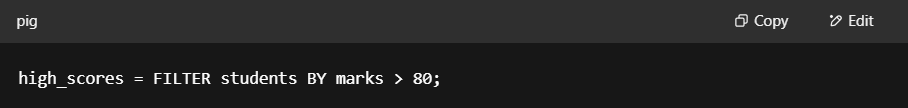 pig Copy Edit
high_scores = FILTER students BY marks > 80;